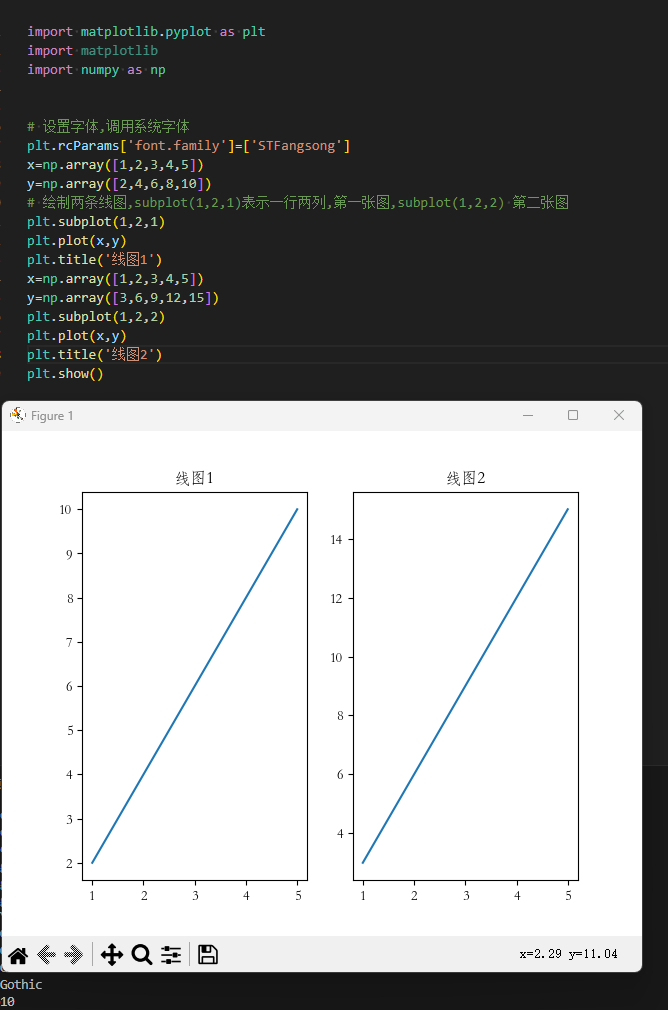 import matplotlib.pyplot as plt
import matplotlib
import numpy as np
# 设置字体,调用系统字体
plt.rcParams['font.family']=['STFangsong']
x=np.array([1,2,3,4,5])
y=np.array([2,4,6,8,10])
# 绘制两条线图,subplot(1,2,1)表示一行两列,第一张图,subplot(1,2,2) 第二张图
plt.subplot(1,2,1)
plt.plot(x,y)
plt.title('线图1')
x=np.array([1,2,3,4,5])
y=np.array([3,6,9,12,15])
plt.subplot(1,2,2)
plt.plot(x,y)
plt.title('线图2')
plt.show()
Figure 1
线图1
10
9
8
7
6
5
4
3
2
1 2 3 4 5
线图2
14
12
10
8
6
4
1 2 3 4 5
x=2.29 y=11.04
Gothic
10